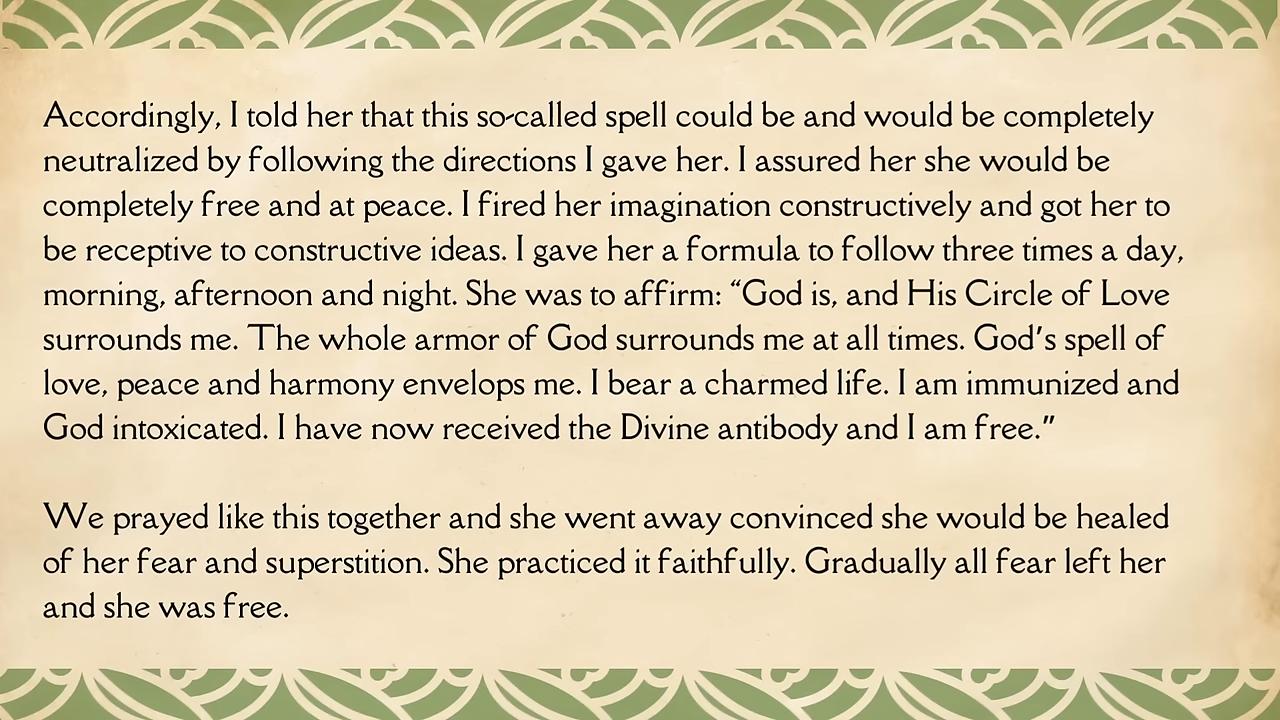 Accordingly, I told her that this so-called spell could be and would be completely
neutralized by following the directions I gave her. I assured her she would be
completely free and at peace. I fired her imagination constructively and got her to
be receptive to constructive ideas. I gave her a formula to follow three times a day,
morning, afternoon and night. She was to affirm: “God is, and His Circle of Love
surrounds me. The whole armor of God surrounds me at all times. God's spell of
love, peace and harmony envelops me. I bear a charmed life. I am immunized and
God intoxicated. I have now received the Divine antibody and I am free."
We prayed like this together and she went away convinced she would be healed
of her fear and superstition. She practiced it faithfully. Gradually all fear left her
and she was free.